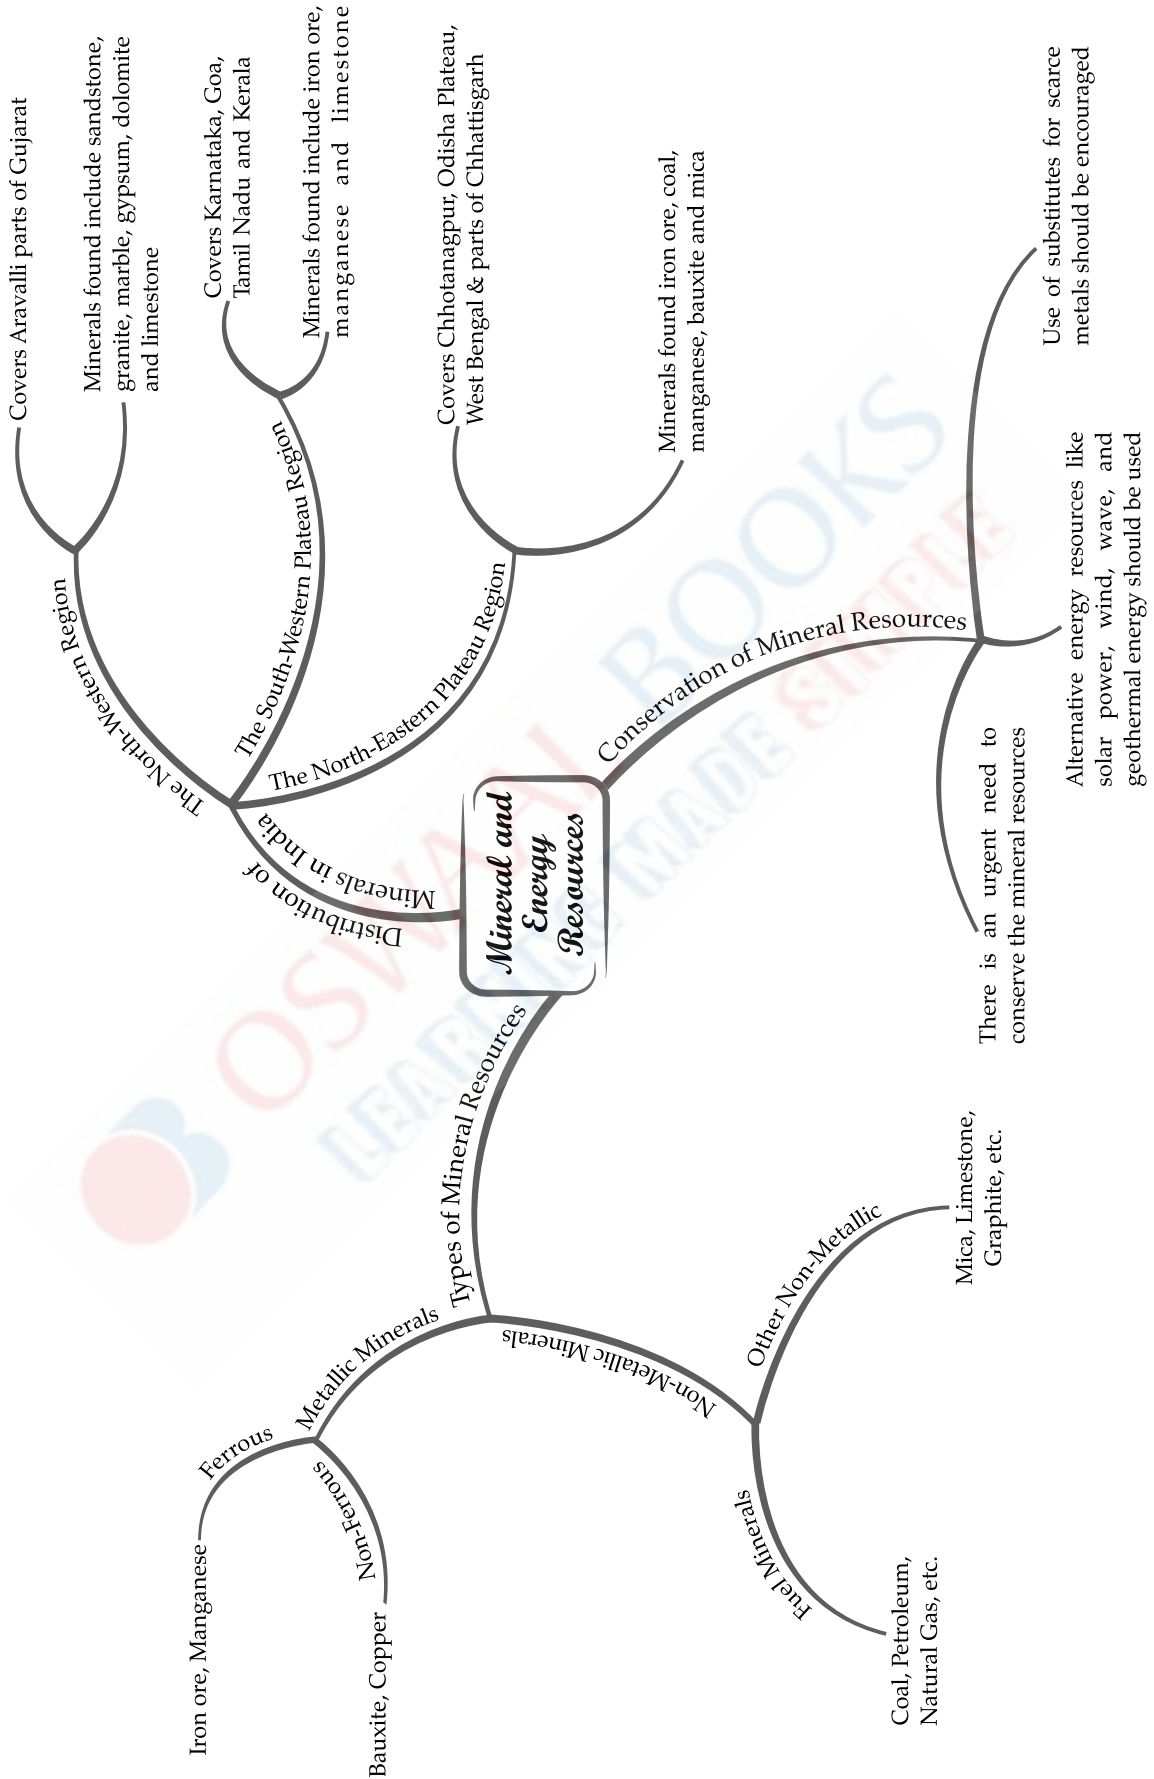 Mineral and
Energy
Resources
Types of Mineral Resources
Metallic Minerals
Ferrous
Iron ore, Manganese
Non-Ferrous
Bauxite, Copper
Non-Metallic Minerals
Fuel Minerals
Coal, Petroleum,
Natural Gas, etc.
Other Non-Metallic
Mica, Limestone,
Graphite, etc.
Distribution of
Minerals in India
The North-Western Region
Covers Aravalli parts of Gujarat
Minerals found include sandstone,
granite, marble, gypsum, dolomite
and limestone
The South-Western Plateau Region
Covers Karnataka, Goa,
Tamil Nadu and Kerala
Minerals found include iron ore,
manganese and limestone
The North-Eastern Plateau Region
Covers Chhotanagpur, Odisha Plateau,
West Bengal & parts of Chhattisgarh
Minerals found iron ore, coal,
manganese, bauxite and mica
Conservation of Mineral Resources
There is an urgent need to
conserve the mineral resources
Alternative energy resources like
solar power, wind, wave, and
geothermal energy should be used
Use of substitutes for scarce
metals should be encouraged
OSWAAL BOOKS
LEARNING MADE SIMPLE